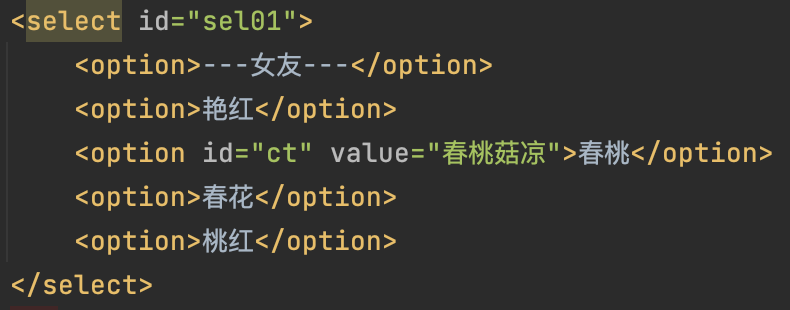 <select id="sel01">
    <option>---女友---</option>
    <option>艳红</option>
    <option id="ct" value="春桃菇凉">春桃</option>
    <option>春花</option>
    <option>桃红</option>
</select>